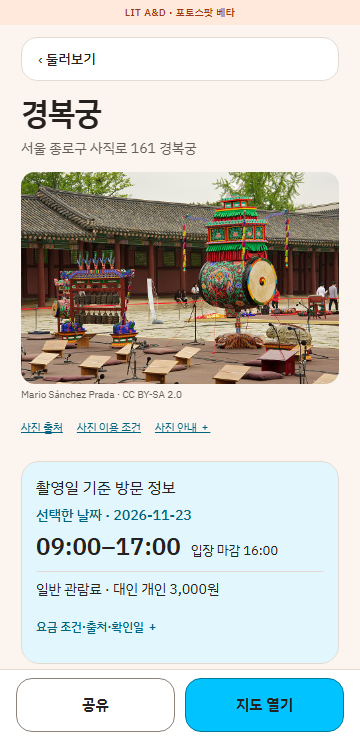 LIT A&D · 포토스팟 베타
‹ 둘러보기
경복궁
서울 종로구 사직로 161 경복궁
Mario Sánchez Prada · CC BY-SA 2.0
사진 출처 사진 이용 조건 사진 안내 +
촬영일 기준 방문 정보
선택한 날짜 · 2026-11-23
09:00–17:00 입장 마감 16:00
일반 관람료 · 대인 개인 3,000원
요금 조건·출처·확인일 +
공유 지도 열기